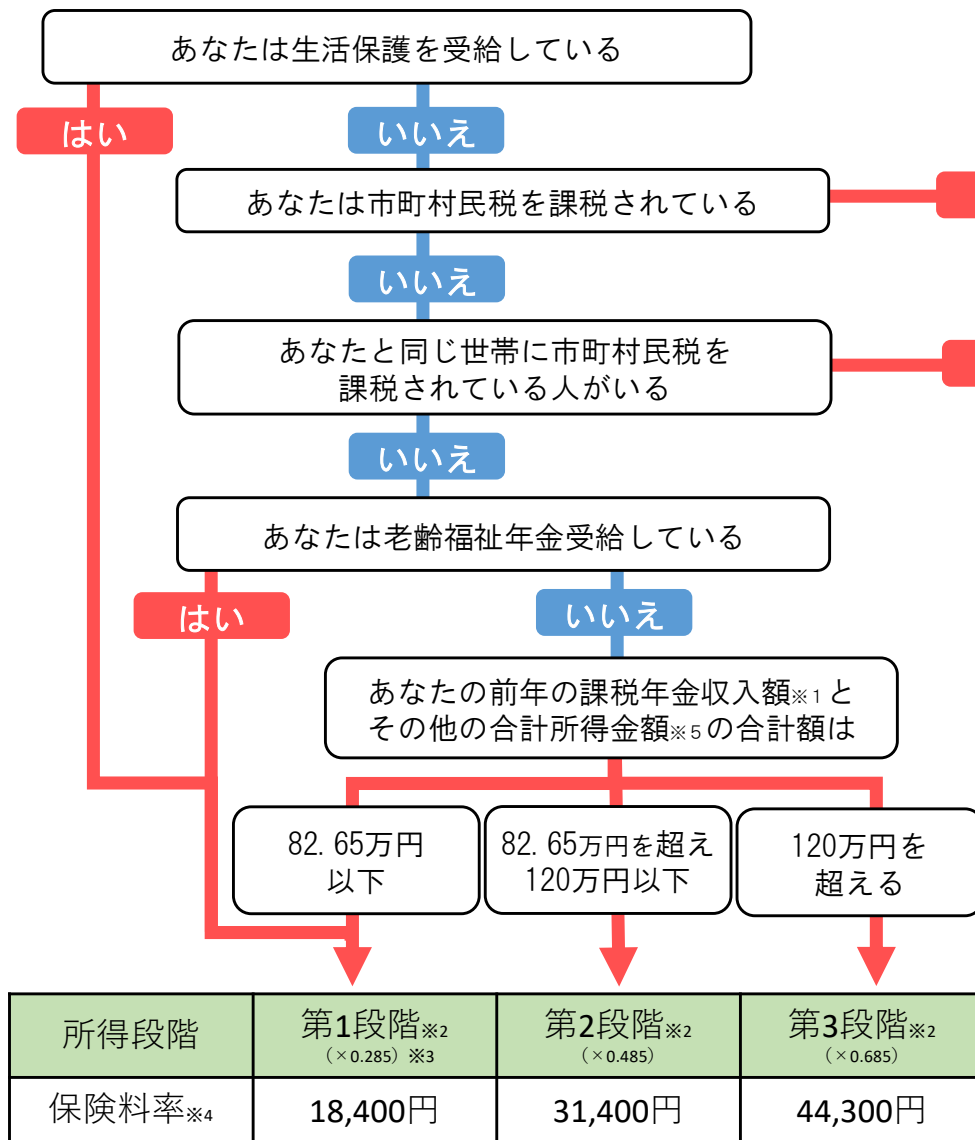 あなたは生活保護を受給している
はい
いいえ
あなたは市町村民税を課税されている
いいえ
あなたと同じ世帯に市町村民税を
課税されている人がいる
いいえ
あなたは老齢福祉年金受給している
はい
いいえ
あなたの前年の課税年金収入額※1と
その他の合計所得金額※5の合計額は
82.65万円
以下
82.65万円を超え
120万円以下
120万円を
超える
所得段階
第1段階※2
(×0.285) ※3
第2段階※2
(×0.485)
第3段階※2
(×0.685)
保険料率※4
18,400円
31,400円
44,300円